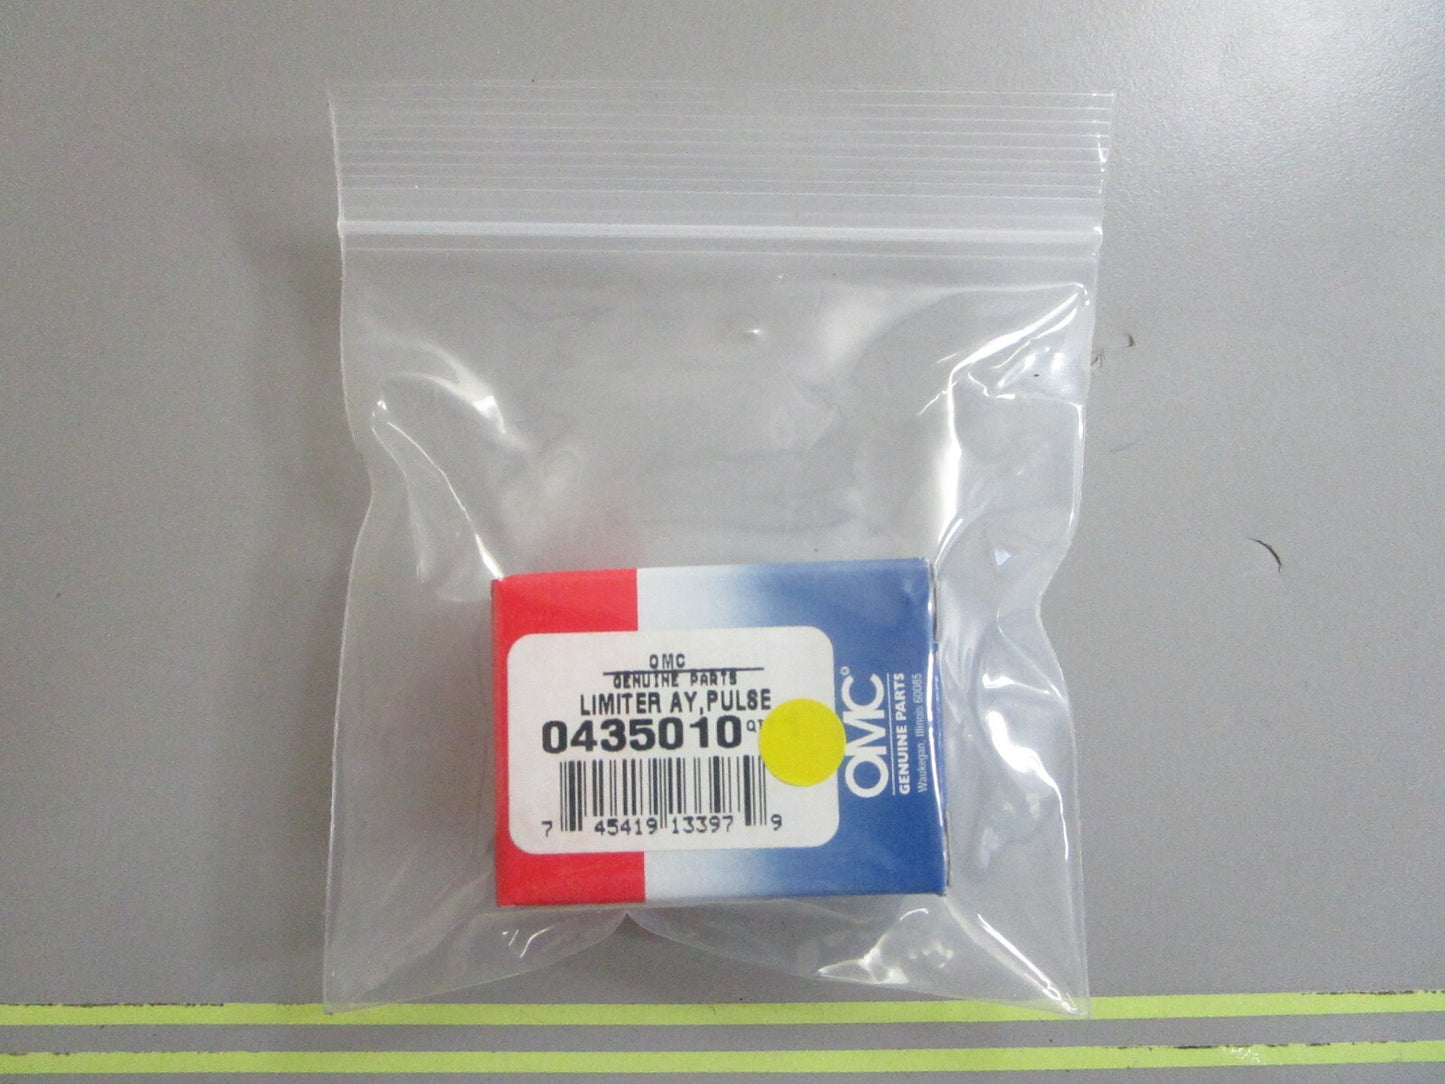 OMC
GENUINE PARTS
LIMITER AY,PULSE
0435010
7 45419 13397 9
OMC
GENUINE PARTS
Waukegan, Illinois 60085